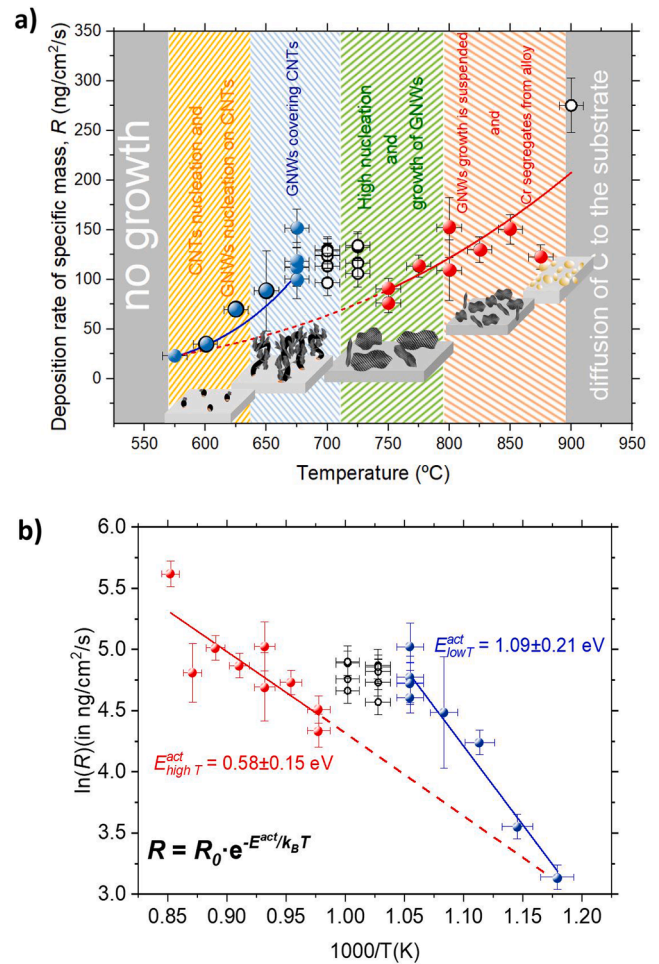 a)
350
300
250
200
150
100
50
0
Deposition rate of specific mass, R (ng/cm²/s)
no growth
CNTs nucleation and
GNWs nucleation on CNTs
GNWs covering CNTs
High nucleation
and
growth of GNWs
GNWs growth is suspended
and
Cr segregates from alloy
diffusion of C to the substrate
550 600 650 700 750 800 850 900 950
Temperature (ºC)
b)
6.0
5.5
5.0
4.5
4.0
3.5
3.0
ln(R)(in ng/cm²/s)
E^act_lowT = 1.09±0.21 eV
E^act_high T = 0.58±0.15 eV
R = R₀·e^-E^act/k_BT
0.85 0.90 0.95 1.00 1.05 1.10 1.15 1.20
1000/T(K)